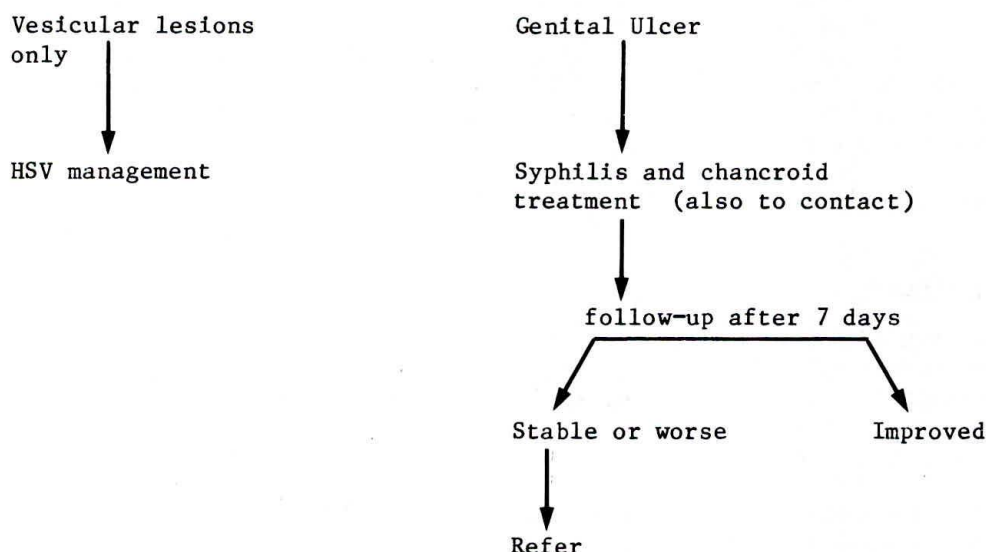 Vesicular lesions
only
HSV management
Genital Ulcer
Syphilis and chancroid
treatment (also to contact)
follow-up after 7 days
Stable or worse
Improved
Refer